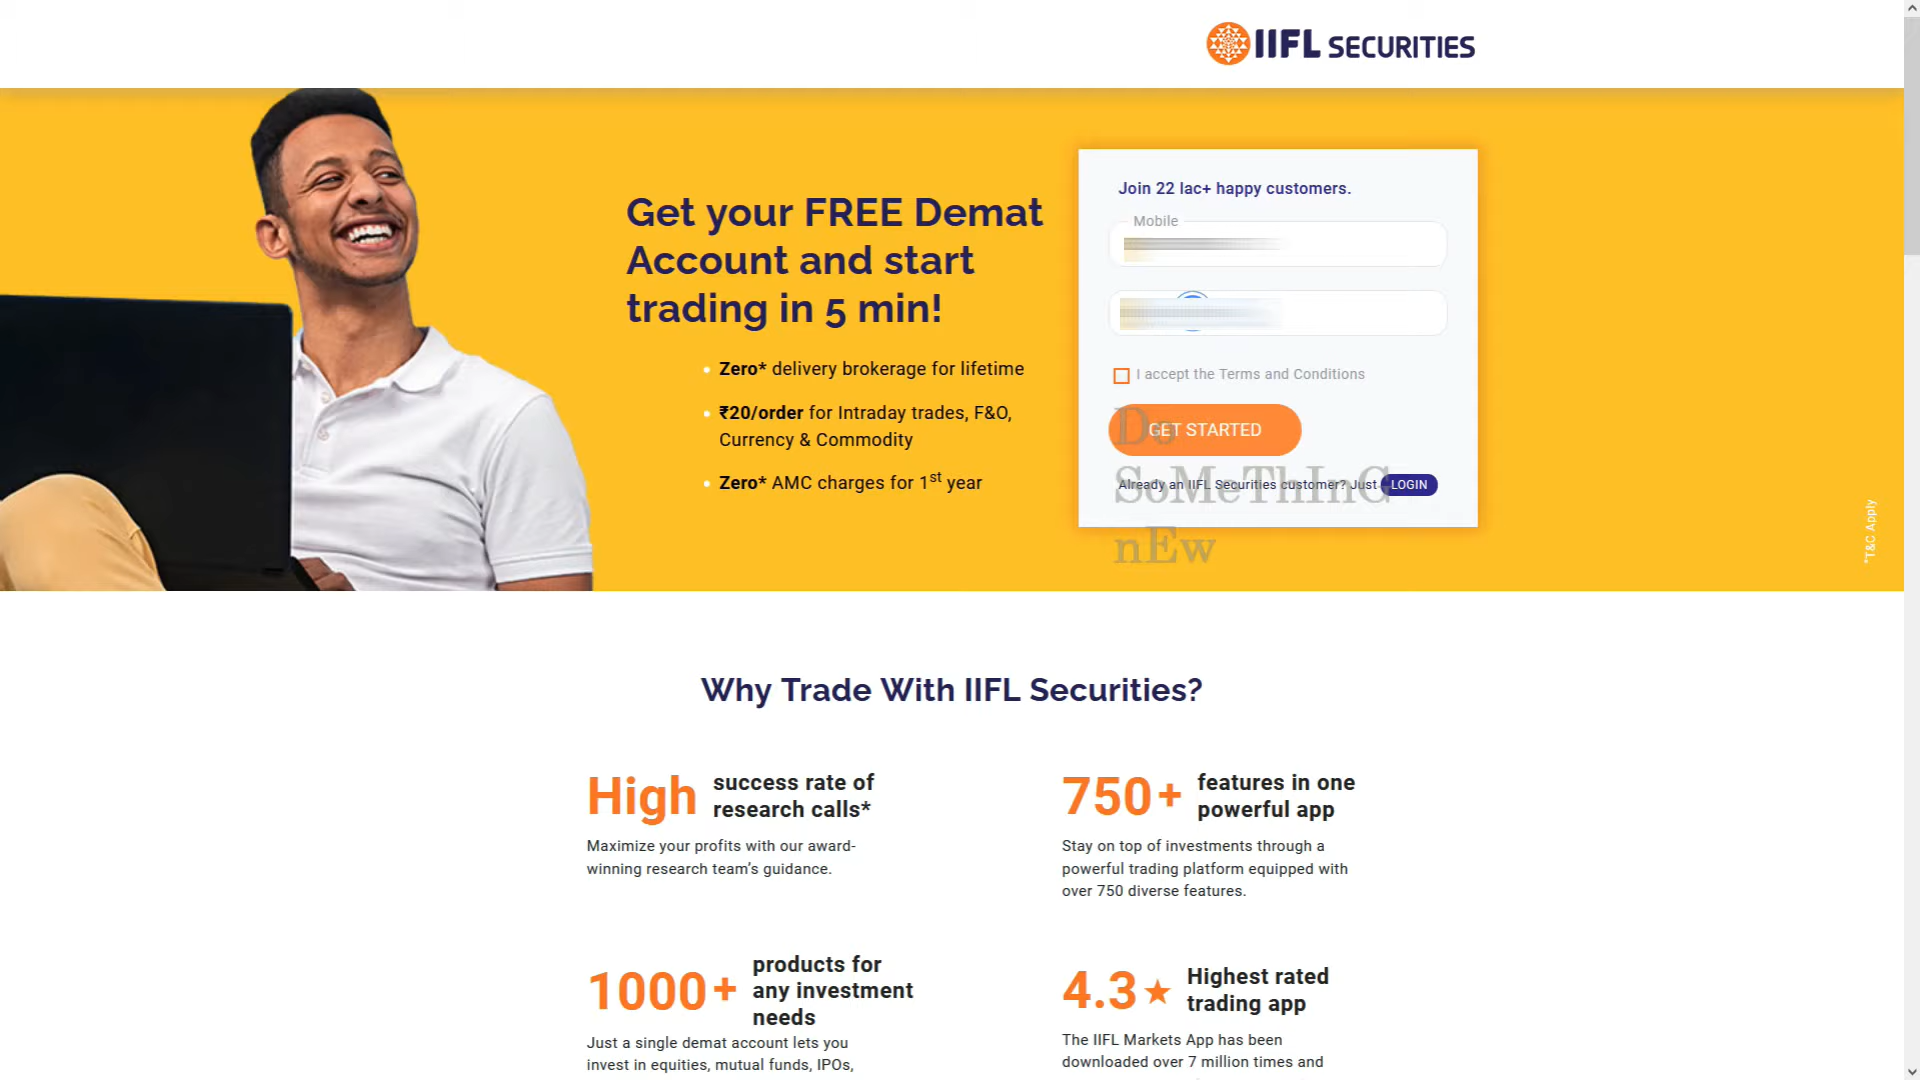 IIFL SECURITIES
Get your FREE Demat
Account and start
trading in 5 min!
Zero* delivery brokerage for lifetime
₹20/order for Intraday trades, F&O,
Currency & Commodity
Zero* AMC charges for 1st year
Join 22 lac+ happy customers.
Mobile
I accept the Terms and Conditions
GET STARTED
Already an IIFL Securities customer? Just LOGIN
Do
SoMeThInG
nEw
*T&C Apply
Why Trade With IIFL Securities?
High success rate of
research calls*
Maximize your profits with our award-
winning research team’s guidance.
750+ features in one
powerful app
Stay on top of investments through a
powerful trading platform equipped with
over 750 diverse features.
1000+ products for
any investment
needs
Just a single demat account lets you
invest in equities, mutual funds, IPOs,
4.3★ Highest rated
trading app
The IIFL Markets App has been
downloaded over 7 million times and